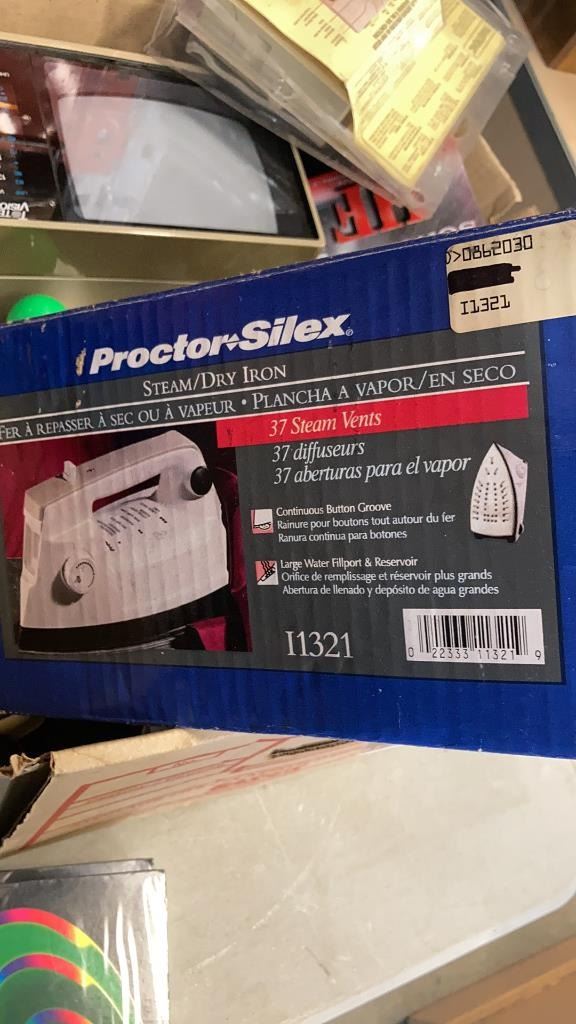 >0862030
I1321
Proctor-Silex®
STEAM/DRY IRON
FER À REPASSER À SEC OU À VAPEUR • PLANCHA A VAPOR/EN SECO
37 Steam Vents
37 diffuseurs
37 aberturas para el vapor
Continuous Button Groove
Rainure pour boutons tout autour du fer
Ranura continua para botones
Large Water Fillport & Reservoir
Orifice de remplissage et réservoir plus grands
Abertura de llenado y depósito de agua grandes
I1321
0 22333 11321 9